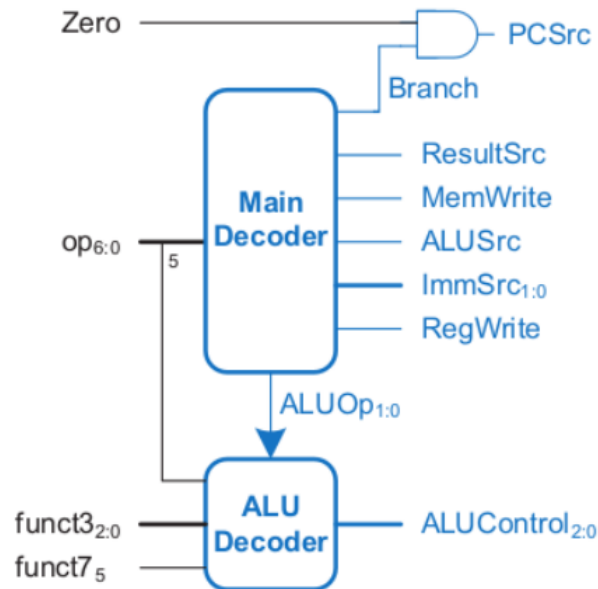 Zero
PCSrc
Branch
ResultSrc
Main
Decoder
MemWrite
op6:0
5
ALUSrc
ImmSrc1:0
RegWrite
ALUOp1:0
funct32:0
ALU
Decoder
ALUControl2:0
funct75